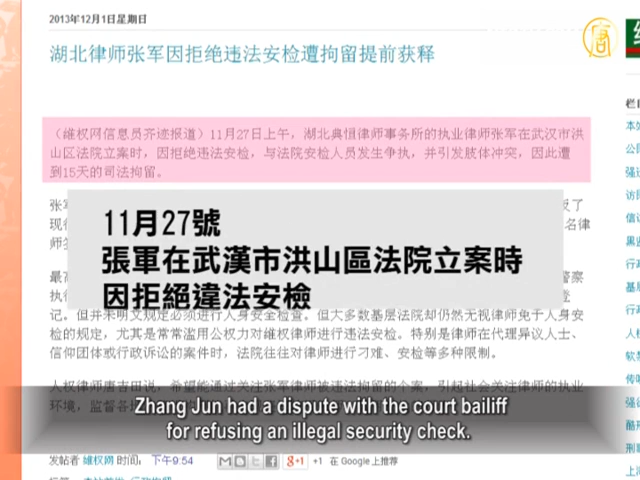 2013年12月1日星期日
湖北律师张军因拒绝违法安检遭拘留提前获释
（维权网信息员齐迹报道）11月27日上午，湖北典恒律师事务所的执业律师张军在武汉市洪
山区法院立案时，因拒绝违法安检，与法院安检人员发生争执，并引发肢体冲突，因此遭
到15天的司法拘留。
11月27號
張軍在武漢市洪山區法院立案時
因拒絕違法安檢
记。但并未明文规定必须进行人身安全检查。但大多数基层法院却仍然无视律师免于人身安
检的规定，尤其是常常滥用公权力对维权律师进行违法安检。特别是律师在代理异议人士、
信仰团体或行政诉讼的案件时，法院往往对律师进行刁难、安检等多种限制。
人权律师唐吉田说，希望能通过关注张军律师被违法拘留的个案，引起社会关注律师的执业
环境，监督各
Zhang Jun had a dispute with the court bailiff
for refusing an illegal security check.
发帖者 维权网 时间： 下午9:54
g+1 +1 在 Google 上推荐